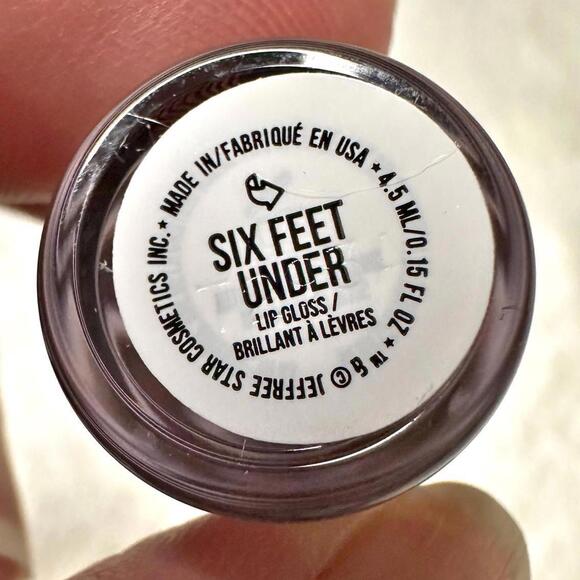 SIX FEET
UNDER
LIP GLOSS /
BRILLANT À LÈVRES
™ & © JEFFREE STAR COSMETICS INC. ★ MADE IN/FABRIQUÉ EN USA ★ 4.5 ML/0.15 FL OZ ★